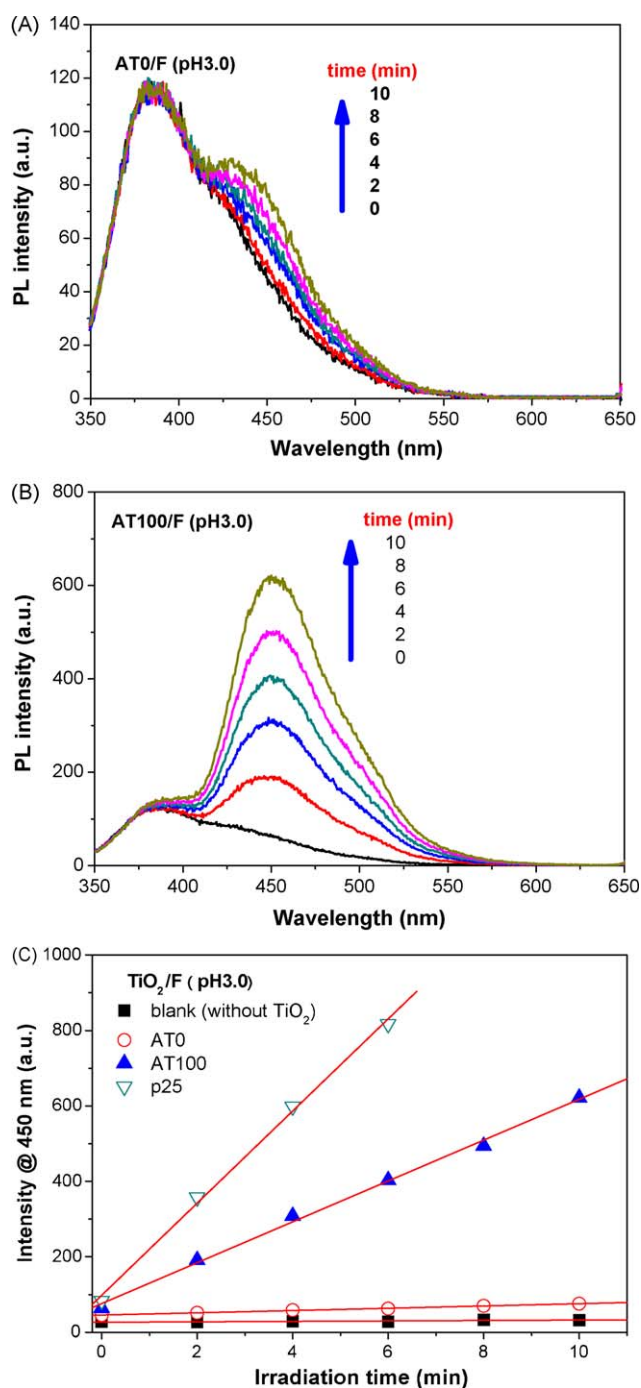 (A)
AT0/F (pH3.0)
time (min)
10
8
6
4
2
0
PL intensity (a.u.)
140
120
100
80
60
40
20
0
350 400 450 500 550 600 650
Wavelength (nm)
(B)
AT100/F (pH3.0)
time (min)
10
8
6
4
2
0
PL intensity (a.u.)
800
600
400
200
0
350 400 450 500 550 600 650
Wavelength (nm)
(C)
TiO₂/F ( pH3.0)
blank (without TiO₂)
AT0
AT100
p25
Intensity @ 450 nm (a.u.)
1000
800
600
400
200
0
0 2 4 6 8 10
Irradiation time (min)